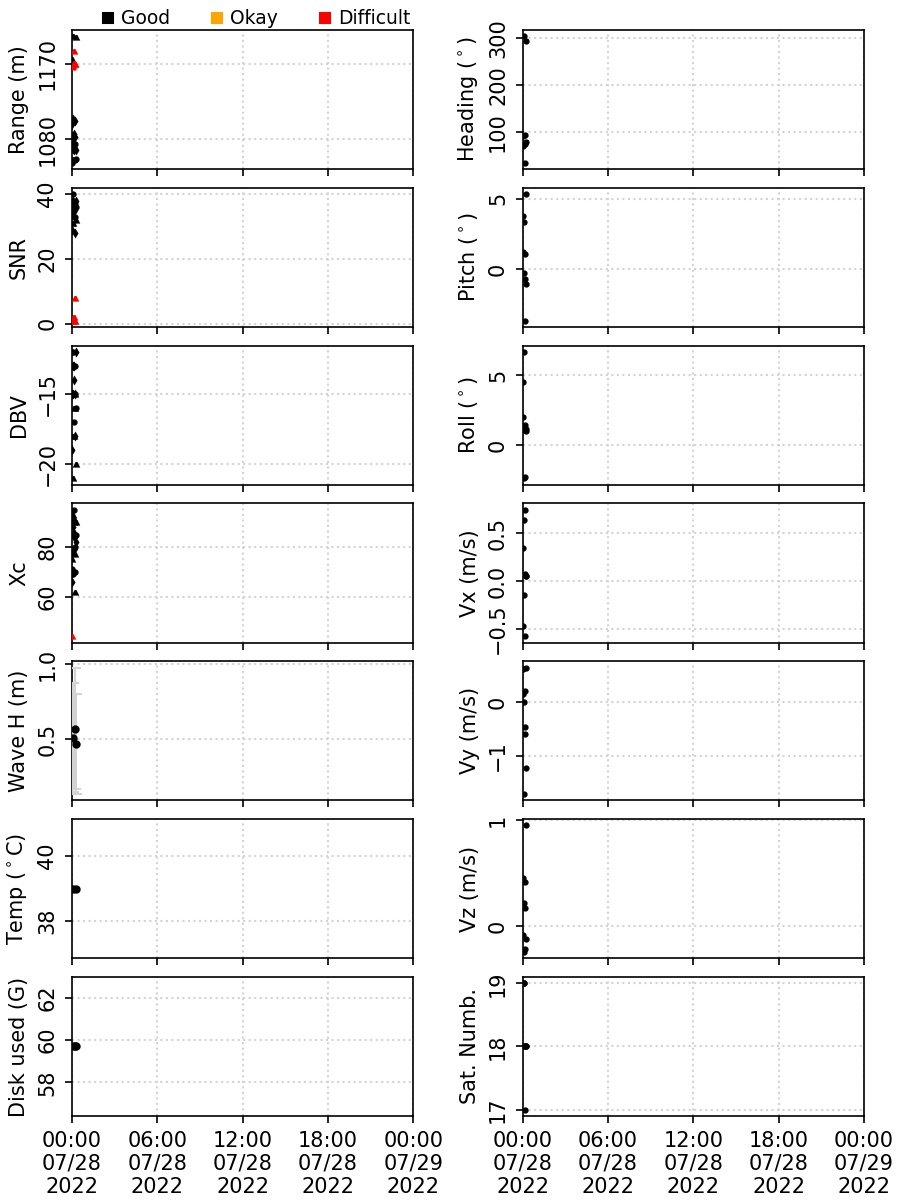 Good Okay Difficult
Range (m)
1170
1080
Heading (°)
300
200
100
SNR
40
20
0
Pitch (°)
5
0
DBV
−15
−20
Roll (°)
5
0
Xc
80
60
Vx (m/s)
0.5
0.0
−0.5
Wave H (m)
1.0
0.5
Vy (m/s)
0
−1
Temp (°C)
40
38
Vz (m/s)
1
0
Disk used (G)
62
60
58
Sat. Numb.
19
18
17
00:00 06:00 12:00 18:00 00:00
07/28 07/28 07/28 07/28 07/29
2022 2022 2022 2022 2022
00:00 06:00 12:00 18:00 00:00
07/28 07/28 07/28 07/28 07/29
2022 2022 2022 2022 2022